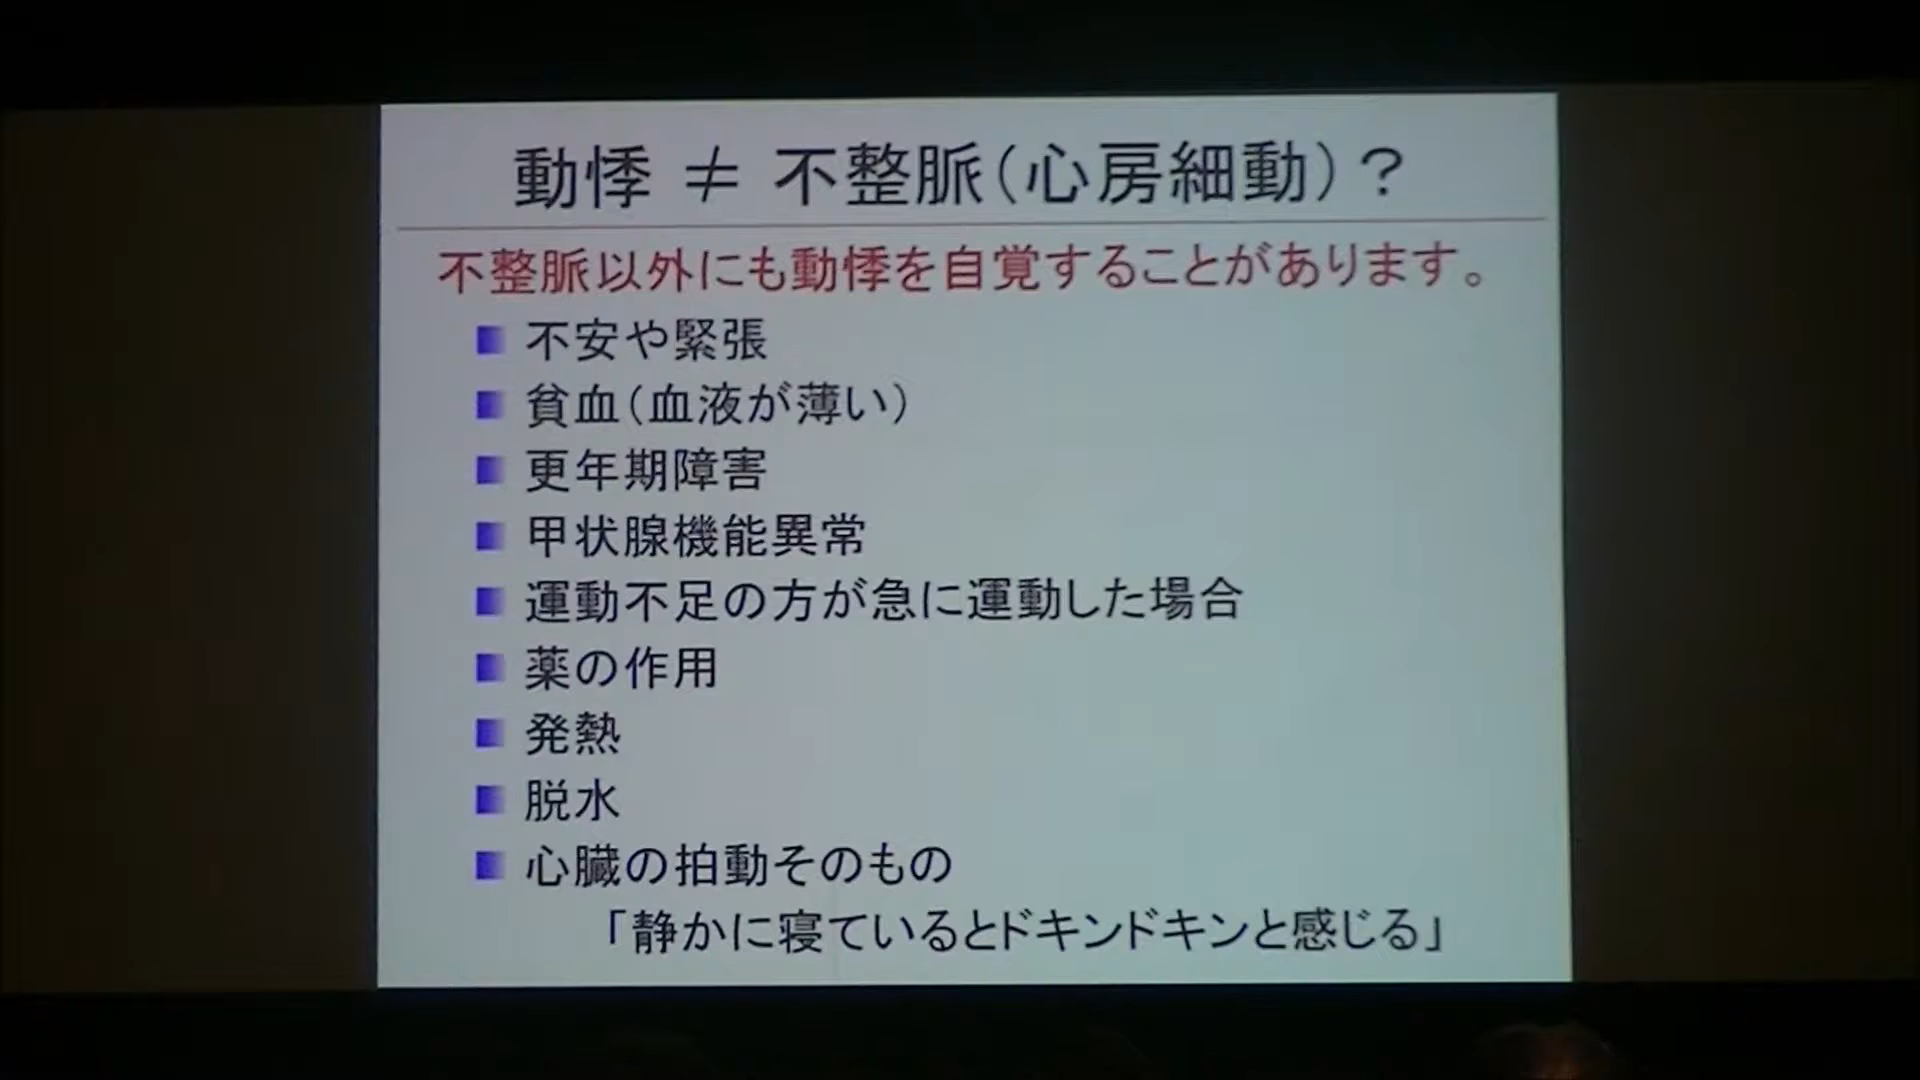 動悸 ≠ 不整脈（心房細動）？
不整脈以外にも動悸を自覚することがあります。
不安や緊張
貧血（血液が薄い）
更年期障害
甲状腺機能異常
運動不足の方が急に運動した場合
薬の作用
発熱
脱水
心臓の拍動そのもの
「静かに寝ているとドキンドキンと感じる」